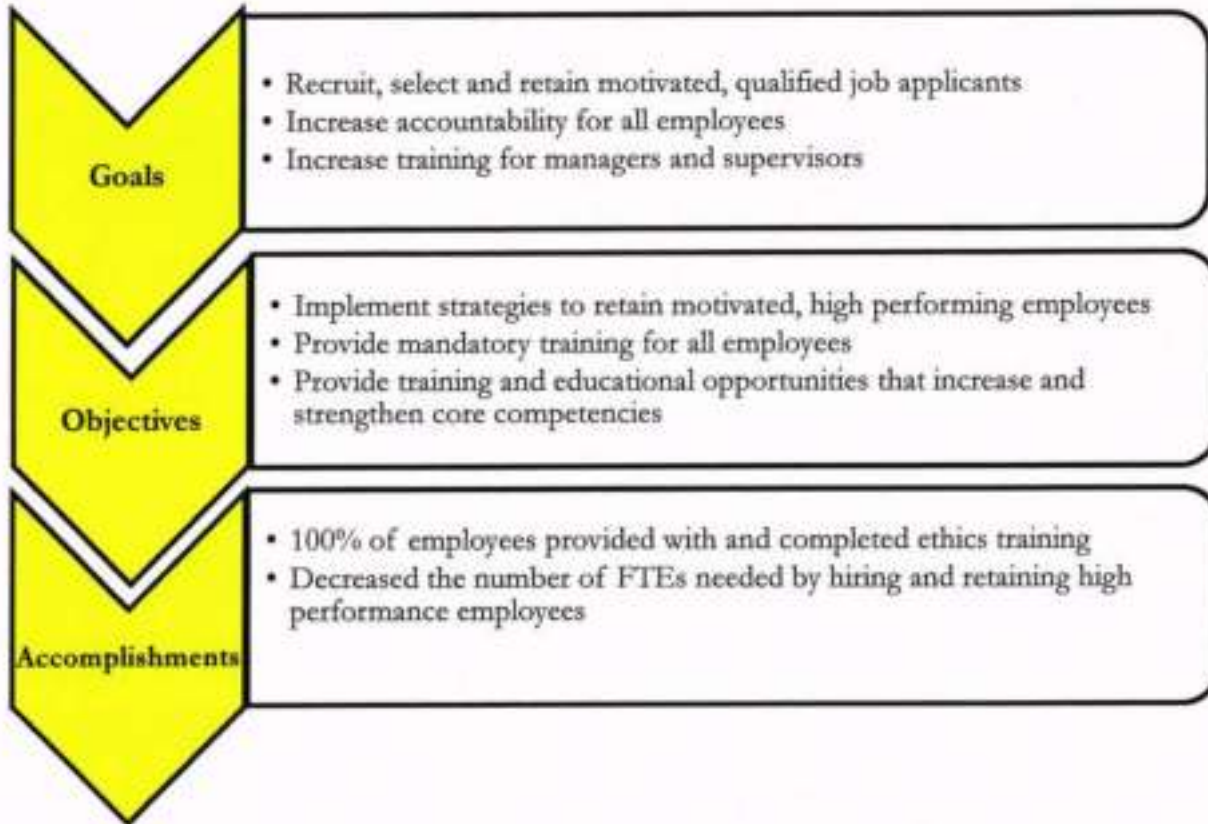 Goals
• Recruit, select and retain motivated, qualified job applicants
• Increase accountability for all employees
• Increase training for managers and supervisors
Objectives
• Implement strategies to retain motivated, high performing employees
• Provide mandatory training for all employees
• Provide training and educational opportunities that increase and
strengthen core competencies
Accomplishments
• 100% of employees provided with and completed ethics training
• Decreased the number of FTEs needed by hiring and retaining high
performance employees